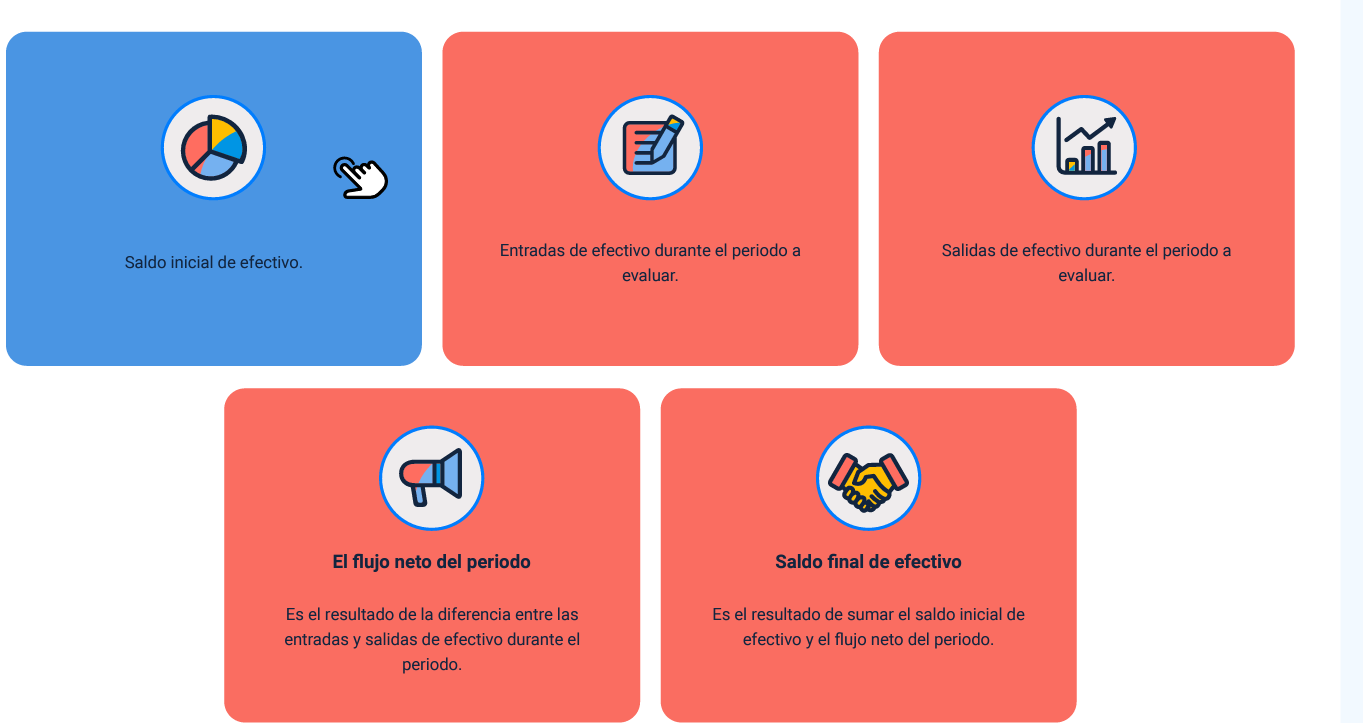 Saldo inicial de efectivo.
Entradas de efectivo durante el periodo a
evaluar.
Salidas de efectivo durante el periodo a
evaluar.
El flujo neto del periodo
Es el resultado de la diferencia entre las
entradas y salidas de efectivo durante el
periodo.
Saldo final de efectivo
Es el resultado de sumar el saldo inicial de
efectivo y el flujo neto del periodo.